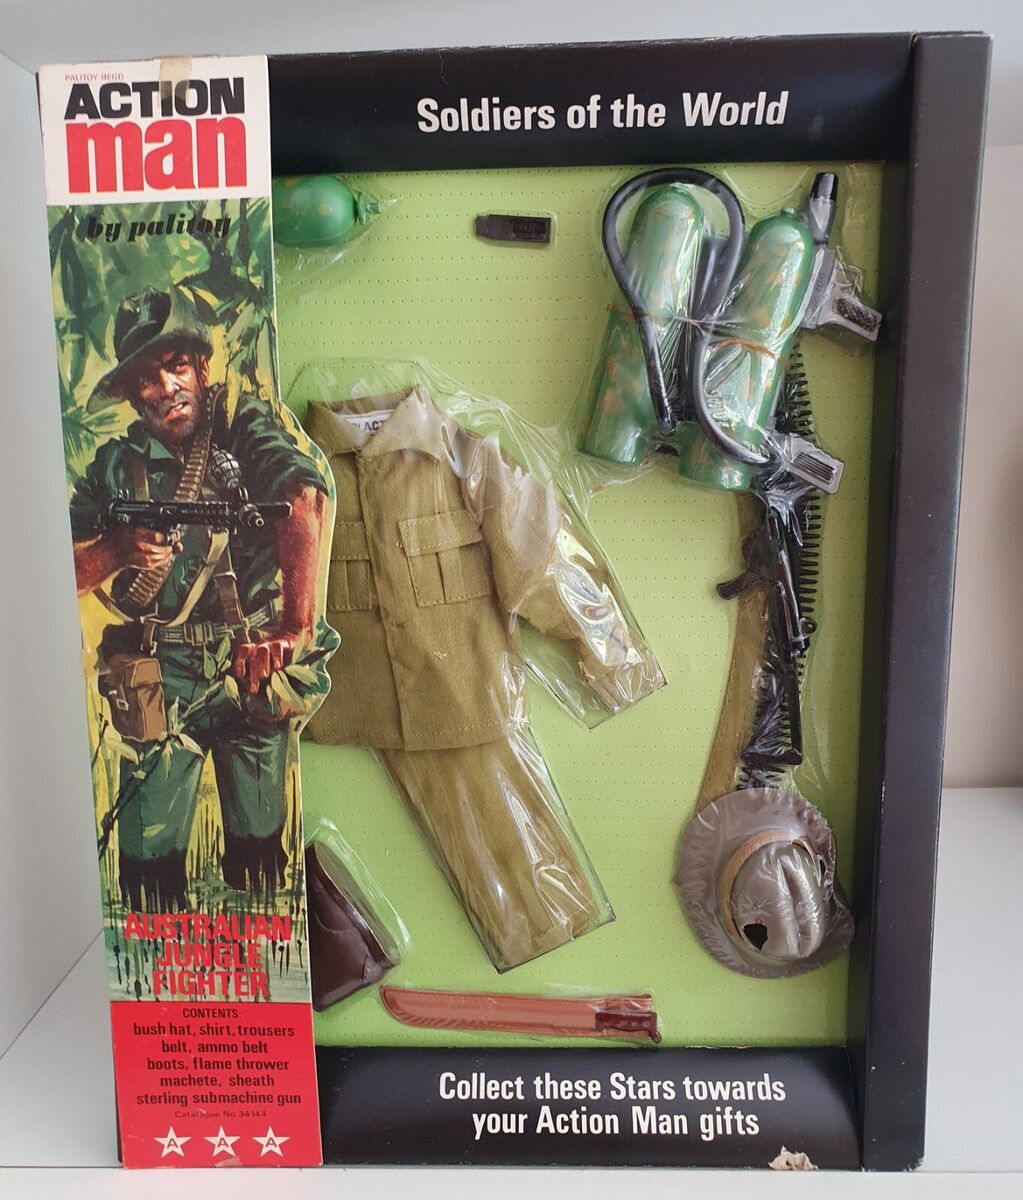 PALITOY REGD
ACTION
man
by palitoy
AUSTRALIAN
JUNGLE
FIGHTER
CONTENTS:
bush hat, shirt, trousers
belt, ammo belt
boots, flame thrower
machete, sheath
sterling submachine gun
Catalogue No. 34144
A A A
Soldiers of the World
Collect these Stars towards
your Action Man gifts